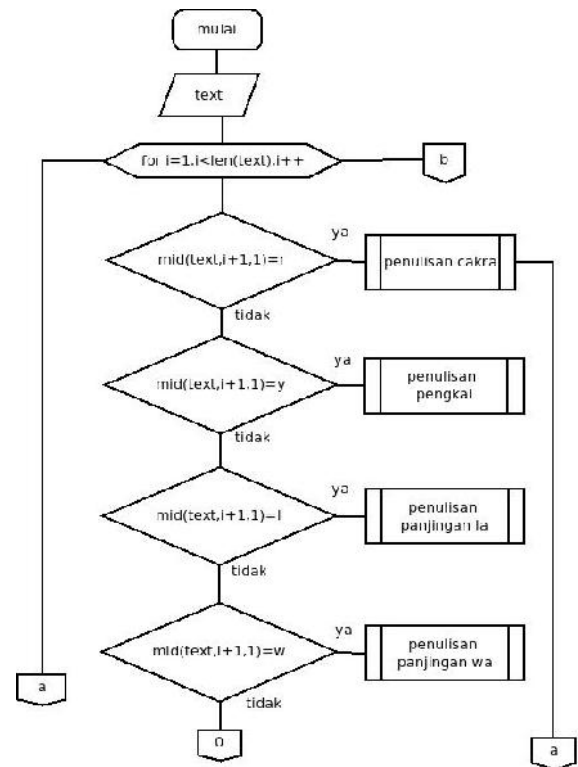 mulai
text
for i=1,i<len(text),i++
b
mid(text,i+1,1)=r
ya
penulisan cakra
tidak
mid(text,i+1,1)=y
ya
penulisan
pengkal
tidak
mid(text,i+1,1)=l
ya
penulisan
panjingan la
tidak
mid(text,i+1,1)=w
ya
penulisan
panjingan wa
tidak
a
0
a